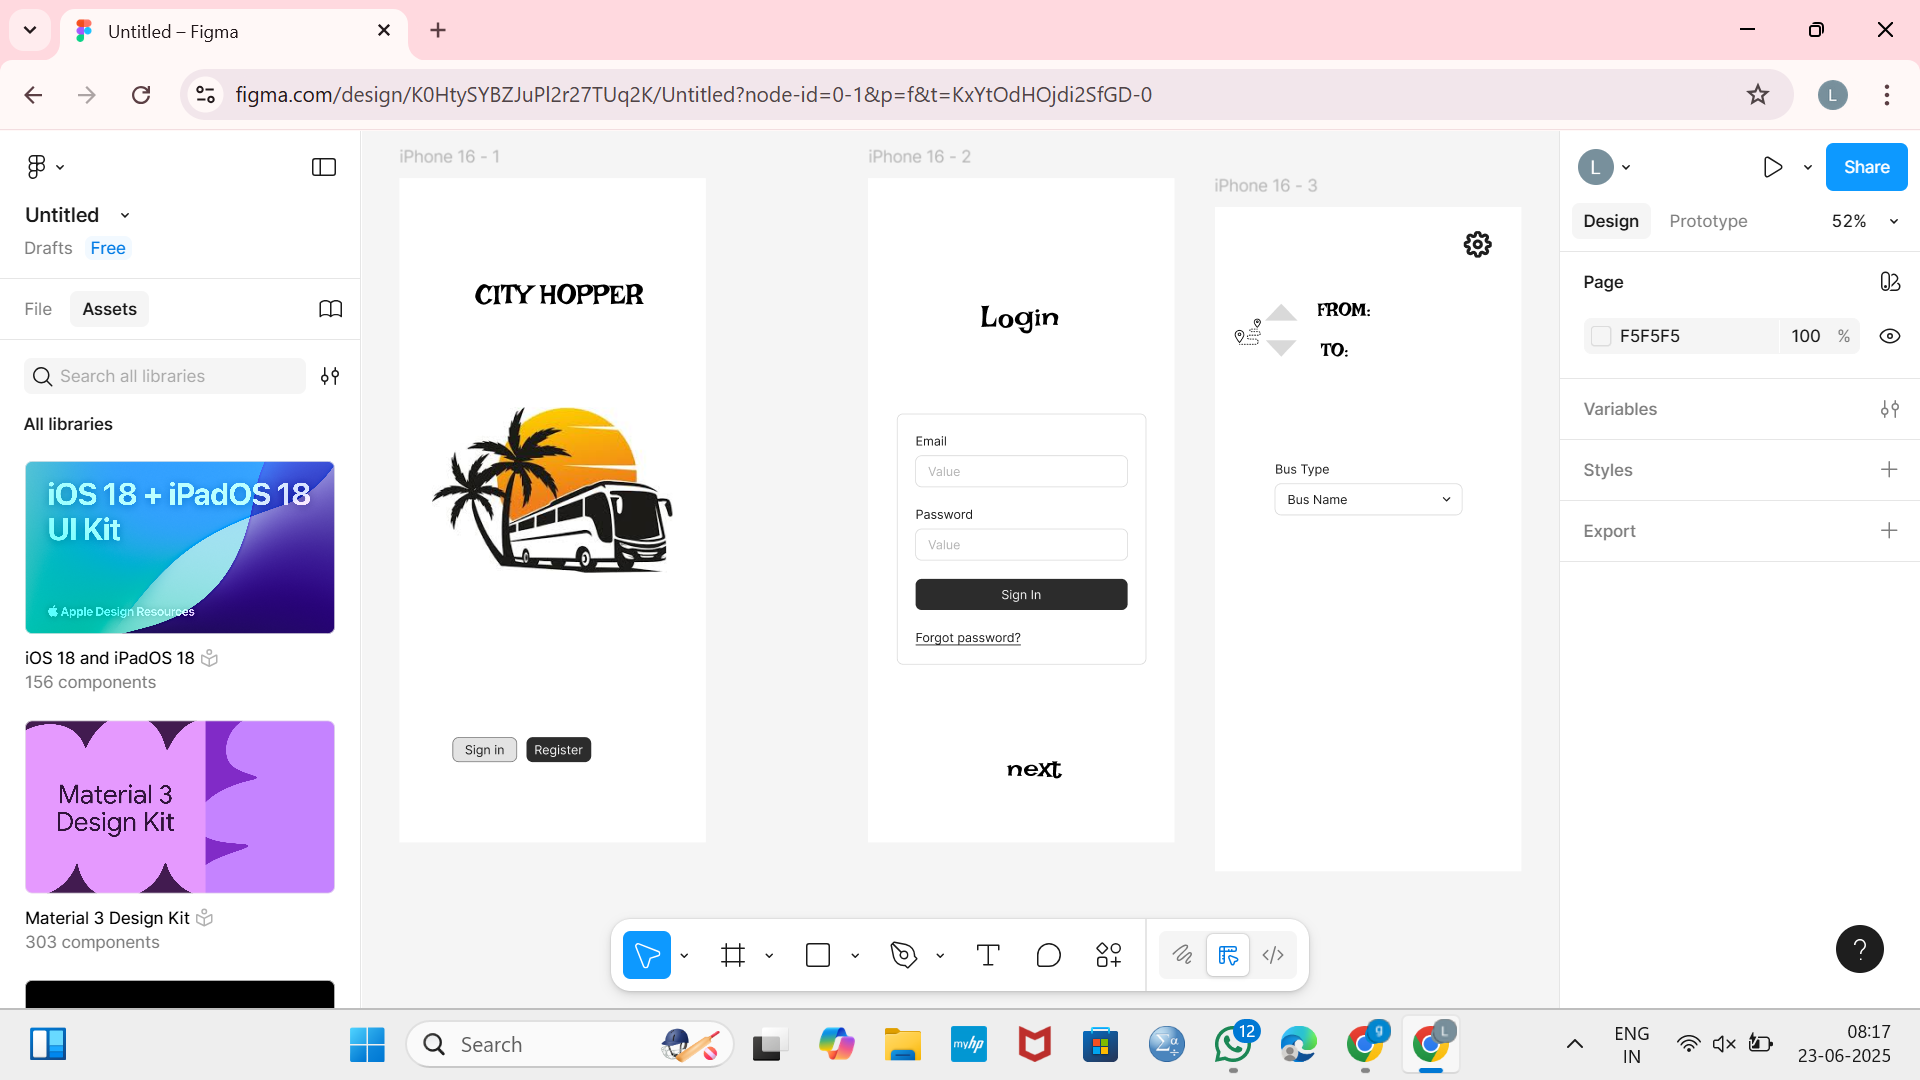 Untitled – Figma
figma.com/design/K0HtySYBZJuPl2r27TUq2K/Untitled?node-id=0-1&p=f&t=KxYtOdHOjdi2SfGD-0
L
Untitled
Drafts Free
File Assets
Search all libraries
All libraries
iOS 18 + iPadOS 18
UI Kit
Apple Design Resources
iOS 18 and iPadOS 18
156 components
Material 3
Design Kit
Material 3 Design Kit
303 components
iPhone 16 - 1
CITY HOPPER
Sign in Register
iPhone 16 - 2
Login
Email
Value
Password
Value
Sign In
Forgot password?
next
iPhone 16 - 3
FROM:
TO:
Bus Type
Bus Name
L Share
Design Prototype 52%
Page
F5F5F5 100 %
Variables
Styles
Export
?
Search
myhp
12
g
L
ENG
IN
08:17
23-06-2025